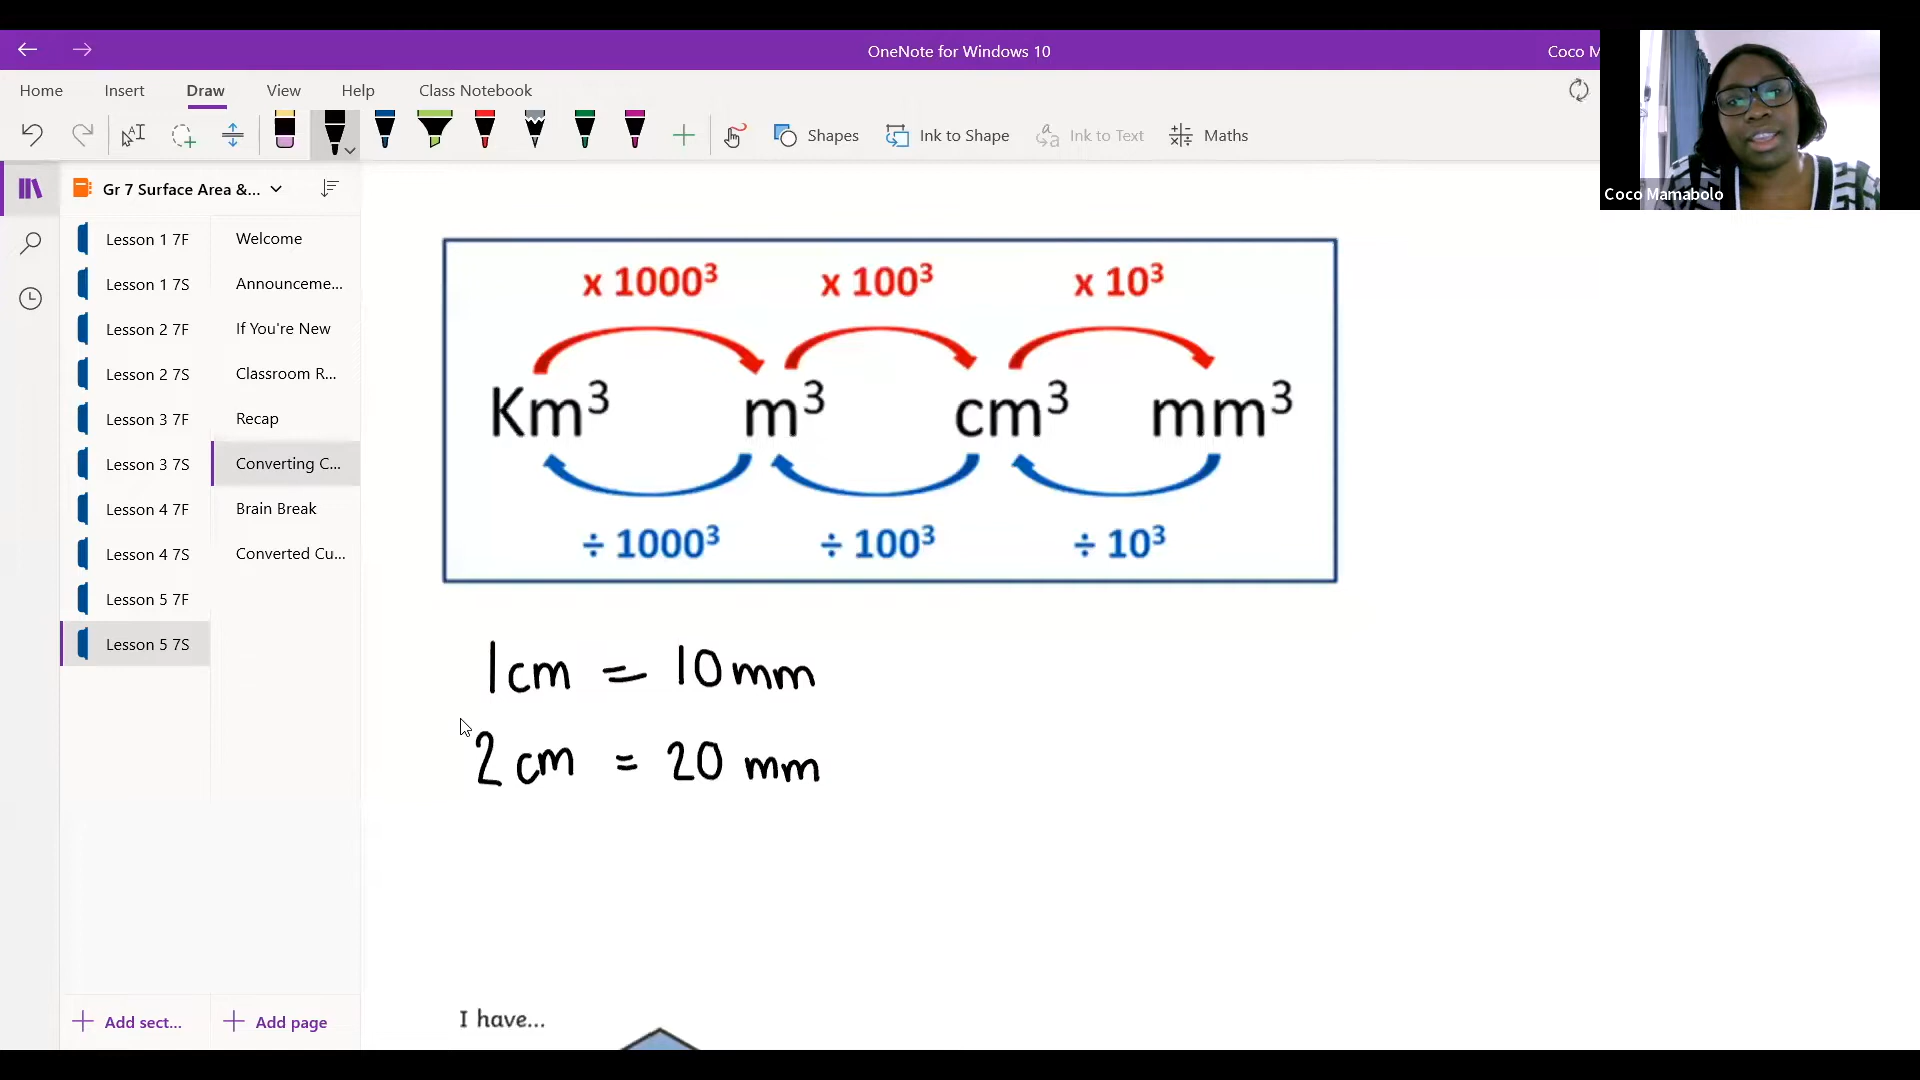 OneNote for Windows 10
Coco M
Home Insert Draw View Help Class Notebook
Shapes Ink to Shape Ink to Text Maths
Coco Mamabolo
Gr 7 Surface Area &...
Lesson 1 7F
Lesson 1 7S
Lesson 2 7F
Lesson 2 7S
Lesson 3 7F
Lesson 3 7S
Lesson 4 7F
Lesson 4 7S
Lesson 5 7F
Lesson 5 7S
Welcome
Announceme...
If You're New
Classroom R...
Recap
Converting C...
Brain Break
Converted Cu...
Add sect... Add page
x 1000³ x 100³ x 10³
Km³ m³ cm³ mm³
÷ 1000³ ÷ 100³ ÷ 10³
1cm = 10mm
2 cm = 20 mm
I have...